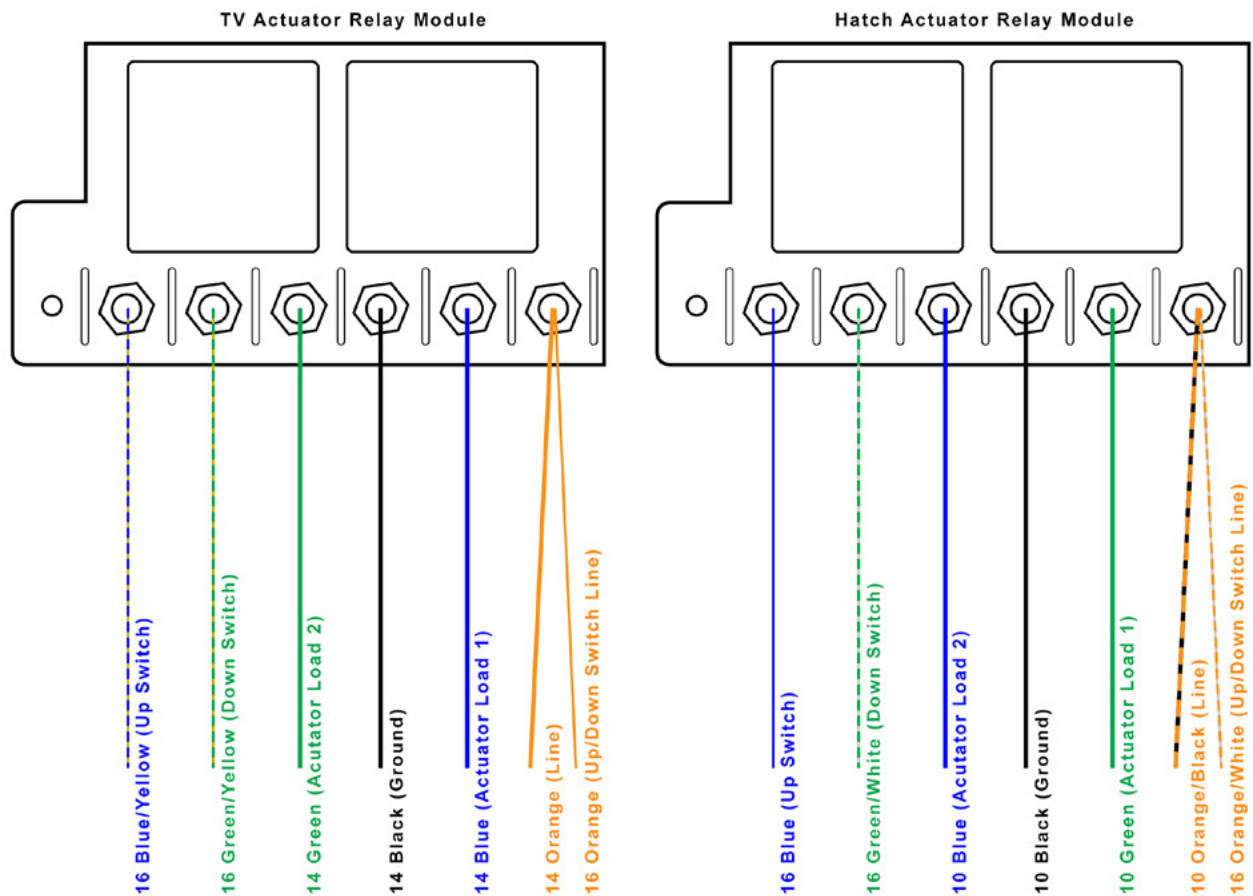 TV Actuator Relay Module
16 Blue/Yellow (Up Switch)
16 Green/Yellow (Down Switch)
14 Green (Acutator Load 2)
14 Black (Ground)
14 Blue (Actuator Load 1)
14 Orange (Line)
16 Orange (Up/Down Switch Line)
Hatch Actuator Relay Module
16 Blue (Up Switch)
16 Green/White (Down Switch)
10 Blue (Acutator Load 2)
10 Black (Ground)
10 Green (Actuator Load 1)
10 Orange/Black (Line)
16 Orange/White (Up/Down Switch Line)